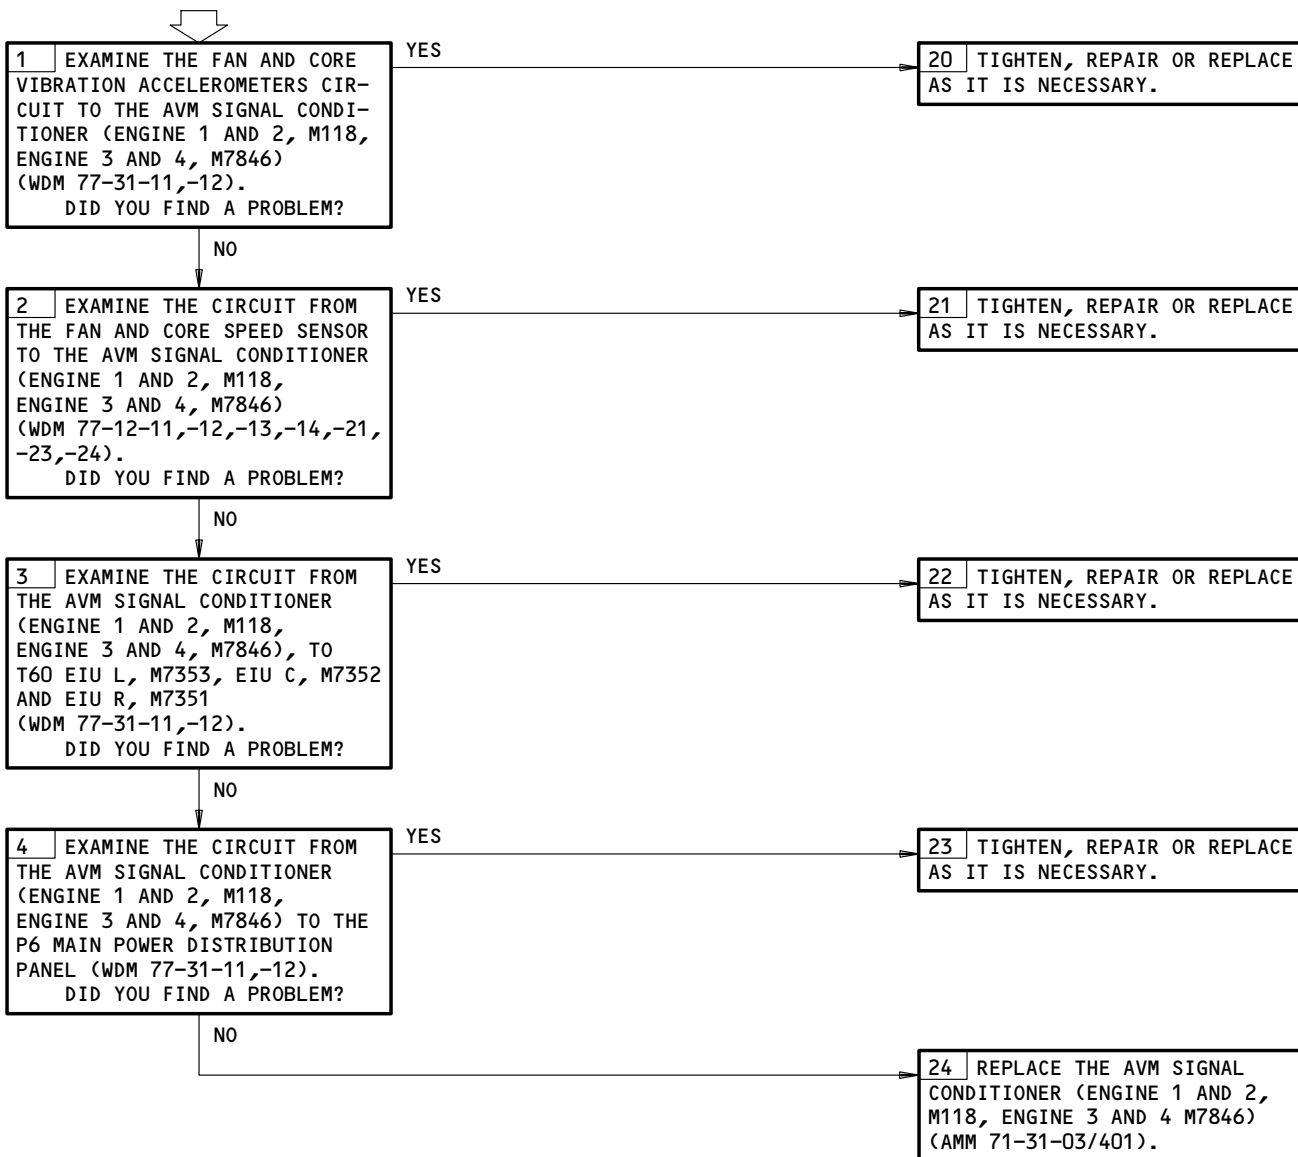 1 EXAMINE THE FAN AND CORE
VIBRATION ACCELEROMETERS CIR-
CUIT TO THE AVM SIGNAL CONDI-
TIONER (ENGINE 1 AND 2, M118,
ENGINE 3 AND 4, M7846)
(WDM 77-31-11,-12).
DID YOU FIND A PROBLEM?
YES
20 TIGHTEN, REPAIR OR REPLACE
AS IT IS NECESSARY.
NO
2 EXAMINE THE CIRCUIT FROM
THE FAN AND CORE SPEED SENSOR
TO THE AVM SIGNAL CONDITIONER
(ENGINE 1 AND 2, M118,
ENGINE 3 AND 4, M7846)
(WDM 77-12-11,-12,-13,-14,-21,
-23,-24).
DID YOU FIND A PROBLEM?
YES
21 TIGHTEN, REPAIR OR REPLACE
AS IT IS NECESSARY.
NO
3 EXAMINE THE CIRCUIT FROM
THE AVM SIGNAL CONDITIONER
(ENGINE 1 AND 2, M118,
ENGINE 3 AND 4, M7846), TO
T60 EIU L, M7353, EIU C, M7352
AND EIU R, M7351
(WDM 77-31-11,-12).
DID YOU FIND A PROBLEM?
YES
22 TIGHTEN, REPAIR OR REPLACE
AS IT IS NECESSARY.
NO
4 EXAMINE THE CIRCUIT FROM
THE AVM SIGNAL CONDITIONER
(ENGINE 1 AND 2, M118,
ENGINE 3 AND 4, M7846) TO THE
P6 MAIN POWER DISTRIBUTION
PANEL (WDM 77-31-11,-12).
DID YOU FIND A PROBLEM?
YES
23 TIGHTEN, REPAIR OR REPLACE
AS IT IS NECESSARY.
NO
24 REPLACE THE AVM SIGNAL
CONDITIONER (ENGINE 1 AND 2,
M118, ENGINE 3 AND 4 M7846)
(AMM 71-31-03/401).